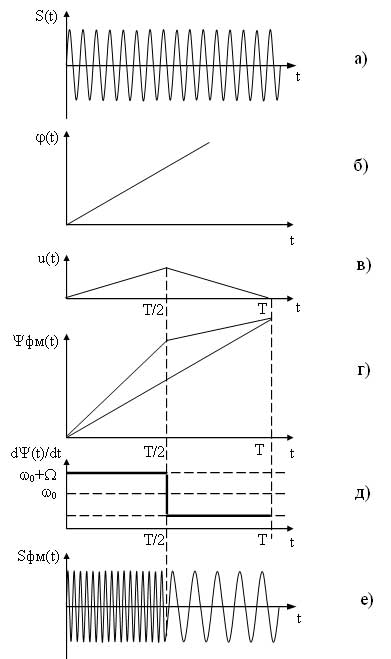 S(t)
t
а)
φ(t)
t
б)
u(t)
T/2
T
t
в)
Ψфм(t)
T/2
T
t
г)
dΨ(t)/dt
ω₀+Ω
ω₀
T/2
T
t
д)
Sфм(t)
t
е)